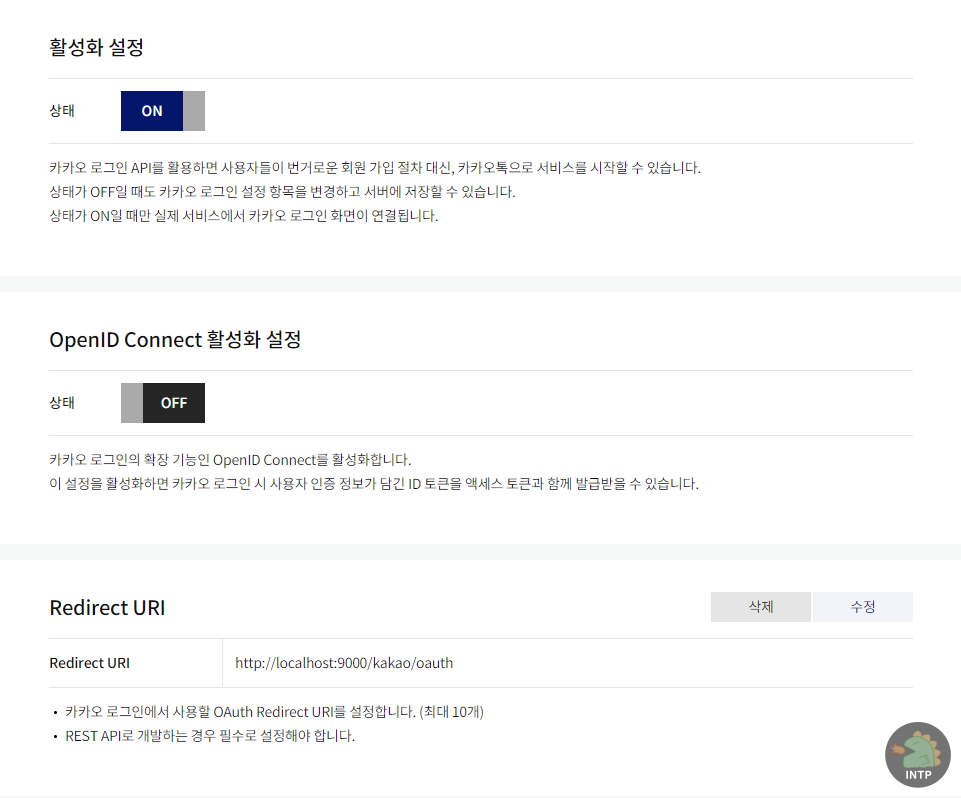 활성화 설정
상태 ON
카카오 로그인 API를 활용하면 사용자들이 번거로운 회원 가입 절차 대신, 카카오톡으로 서비스를 시작할 수 있습니다.
상태가 OFF일 때도 카카오 로그인 설정 항목을 변경하고 서버에 저장할 수 있습니다.
상태가 ON일 때만 실제 서비스에서 카카오 로그인 화면이 연결됩니다.
OpenID Connect 활성화 설정
상태 OFF
카카오 로그인의 확장 기능인 OpenID Connect를 활성화합니다.
이 설정을 활성화하면 카카오 로그인 시 사용자 인증 정보가 담긴 ID 토큰을 액세스 토큰과 함께 발급받을 수 있습니다.
Redirect URI 삭제 수정
Redirect URI http://localhost:9000/kakao/oauth
• 카카오 로그인에서 사용할 OAuth Redirect URI를 설정합니다. (최대 10개)
• REST API로 개발하는 경우 필수로 설정해야 합니다.
INTP